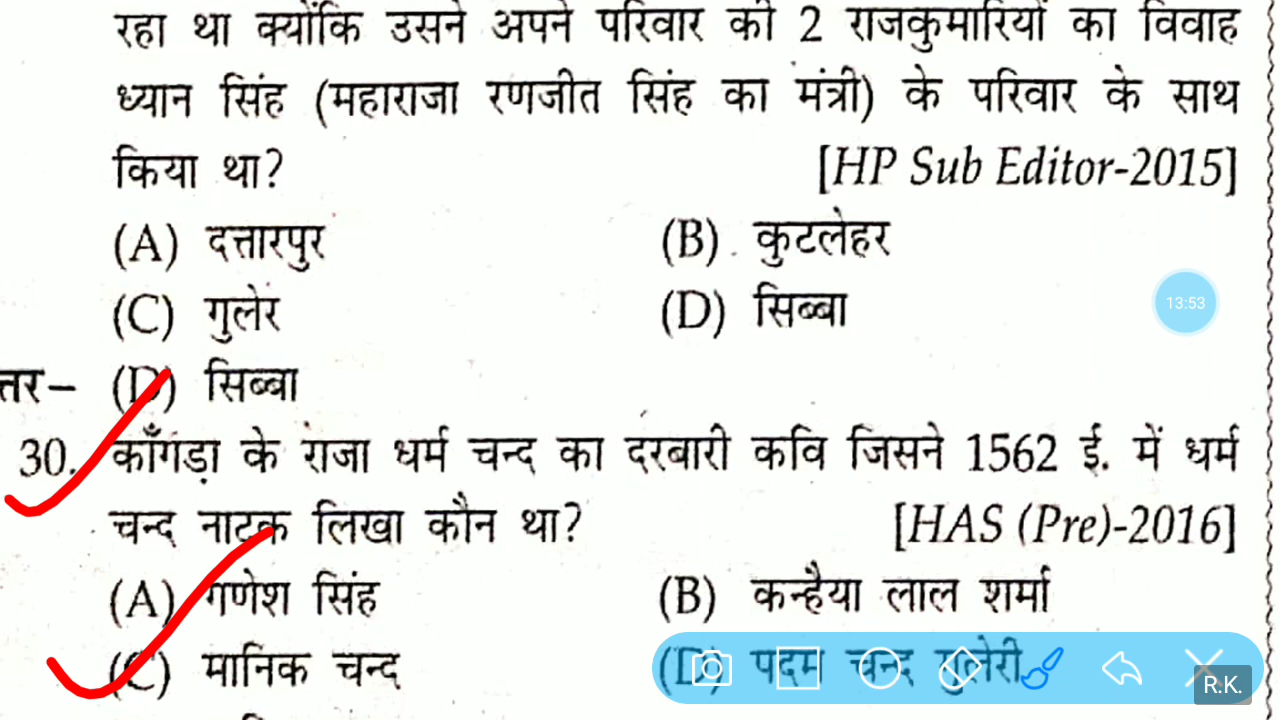 रहा था क्योंकि उसने अपने परिवार की 2 राजकुमारियों का विवाह
ध्यान सिंह (महाराजा रणजीत सिंह का मंत्री) के परिवार के साथ
किया था? [HP Sub Editor-2015]
(A) दत्तारपुर (B) कुटलेहर
(C) गुलेर (D) सिब्बा
त्तर– (D) सिब्बा
30. काँगड़ा के राजा धर्म चन्द का दरबारी कवि जिसने 1562 ई. में धर्म
चन्द नाटक लिखा कौन था? [HAS (Pre)-2016]
(A) गणेश सिंह (B) कन्हैया लाल शर्मा
(C) मानिक चन्द (D) पदम चन्द गुलेरी
13:53
R.K.